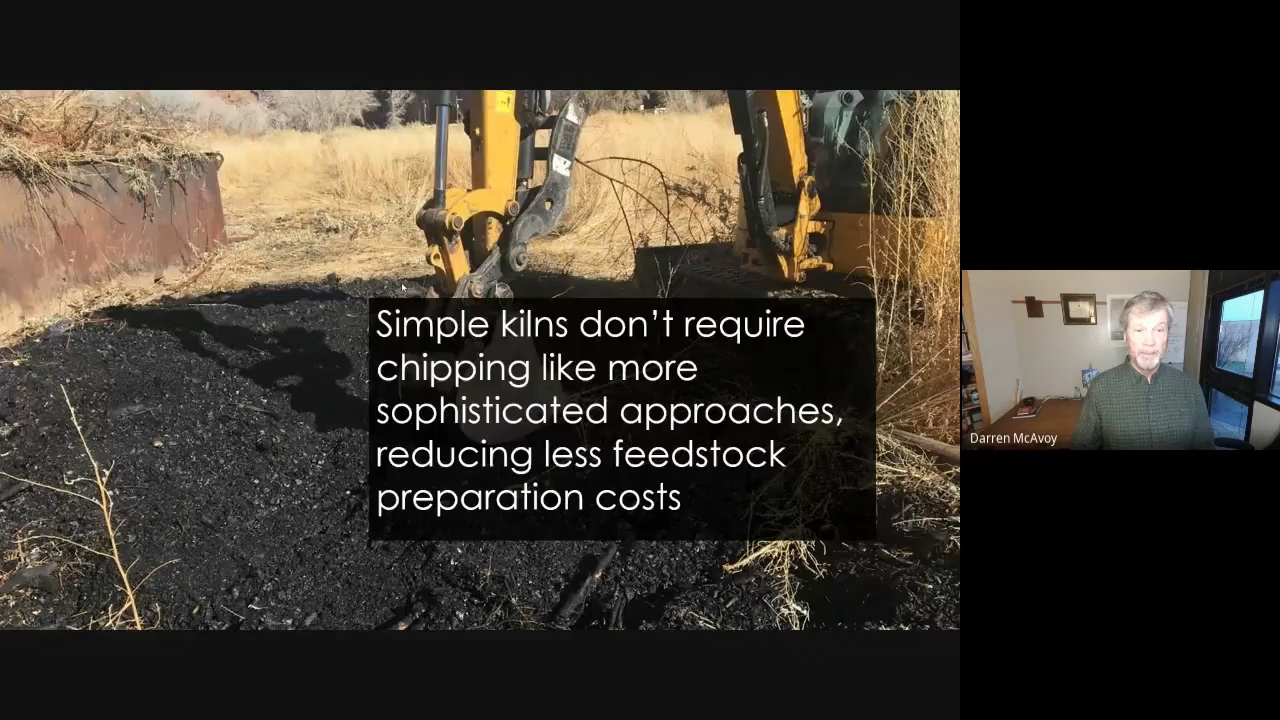 Simple kilns don’t require
chipping like more
sophisticated approaches,
reducing less feedstock
preparation costs
Darren McAvoy